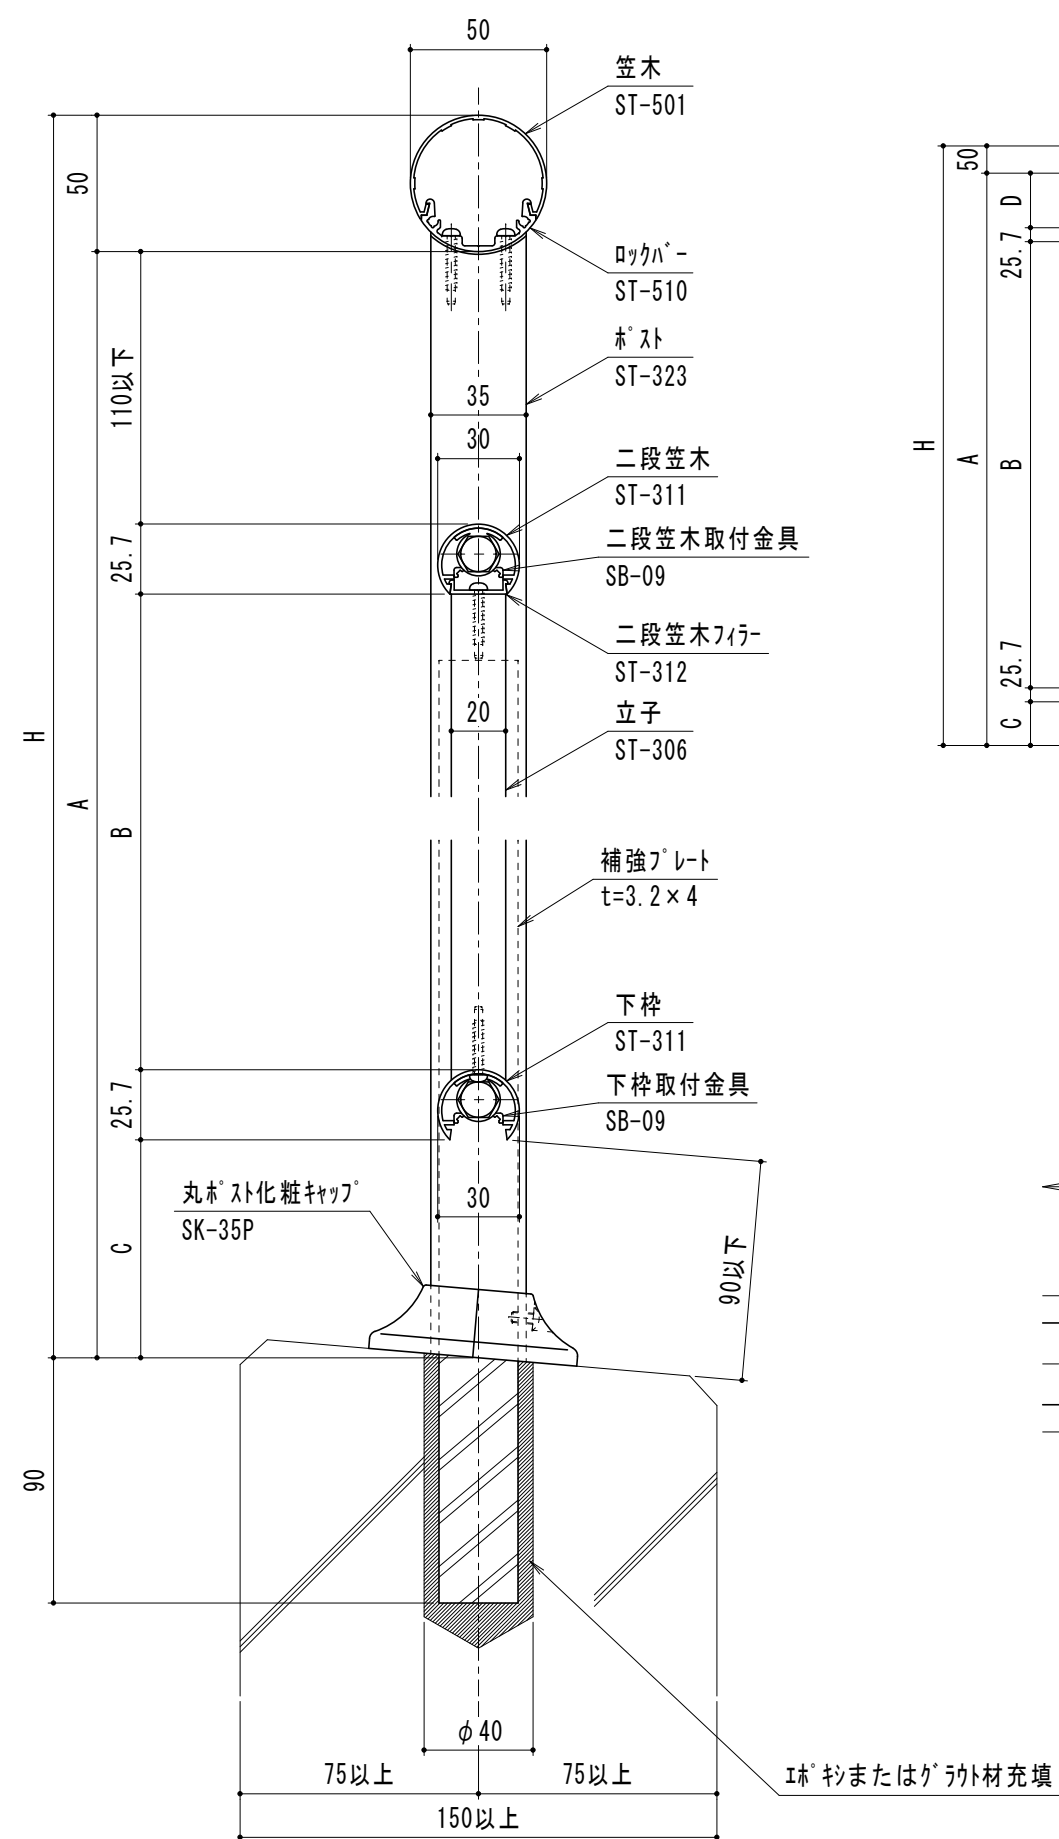 50
笠木
ST-501
50
ロックバー
ST-510
ポスト
ST-323
110以下
35
30
二段笠木
ST-311
二段笠木取付金具
SB-09
25.7
二段笠木フィラー
ST-312
20
立子
ST-306
H
A
B
補強プレート
t=3.2×4
下枠
ST-311
下枠取付金具
SB-09
25.7
丸ポスト化粧キャップ
SK-35P
30
C
90以下
90
φ40
75以上
75以上
150以上
エポキシまたはグラウト材充填
50
D
25.7
H
A
B
25.7
C